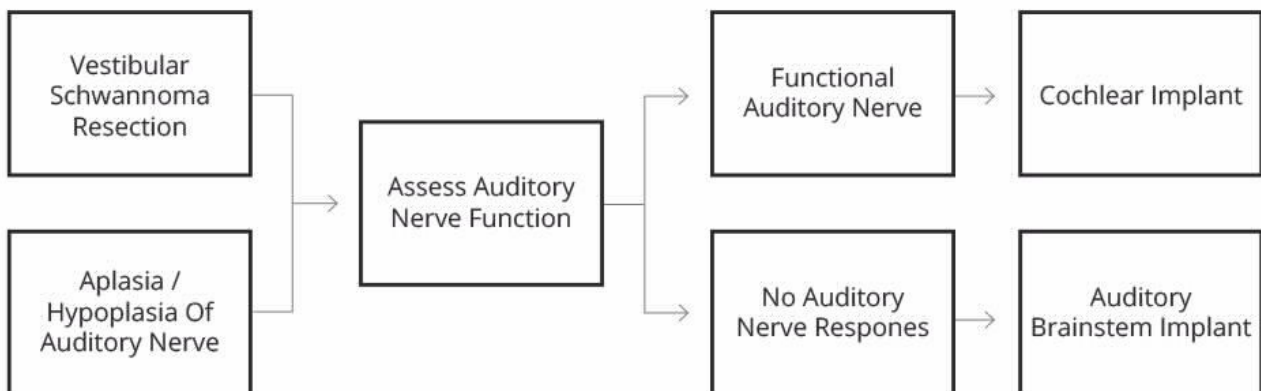 Vestibular
Schwannoma
Resection
Aplasia /
Hypoplasia Of
Auditory Nerve
Assess Auditory
Nerve Function
Functional
Auditory Nerve
No Auditory
Nerve Respones
Cochlear Implant
Auditory
Brainstem Implant